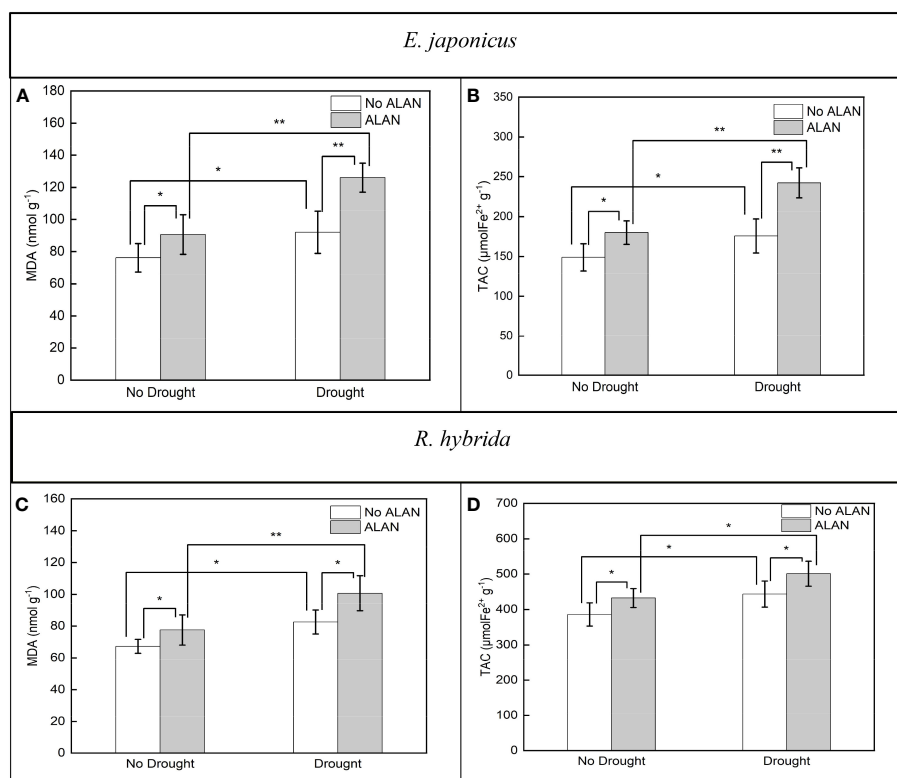 E. japonicus
A
180
160
140
120
100
80
60
40
20
0
MDA (nmol g⁻¹)
No ALAN
ALAN
*
*
**
**
No Drought
Drought
B
350
300
250
200
150
100
50
0
TAC (µmolFe²⁺ g⁻¹)
No ALAN
ALAN
*
*
**
**
No Drought
Drought
R. hybrida
C
160
140
120
100
80
60
40
20
0
MDA (nmol g⁻¹)
No ALAN
ALAN
*
*
**
*
No Drought
Drougnt
D
700
600
500
400
300
200
100
0
TAC (µmolFe²⁺ g⁻¹)
No ALAN
ALAN
*
*
*
*
No Drought
Drought